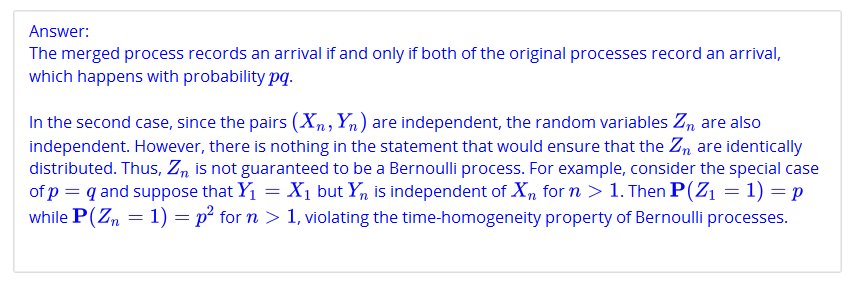 Answer:
The merged process records an arrival if and only if both of the original processes record an arrival,
which happens with probability pq.
In the second case, since the pairs (Xₙ, Yₙ) are independent, the random variables Zₙ are also
independent. However, there is nothing in the statement that would ensure that the Zₙ are identically
distributed. Thus, Zₙ is not guaranteed to be a Bernoulli process. For example, consider the special case
of p = q and suppose that Y₁ = X₁ but Yₙ is independent of Xₙ for n > 1. Then P(Z₁ = 1) = p
while P(Zₙ = 1) = p² for n > 1, violating the time-homogeneity property of Bernoulli processes.